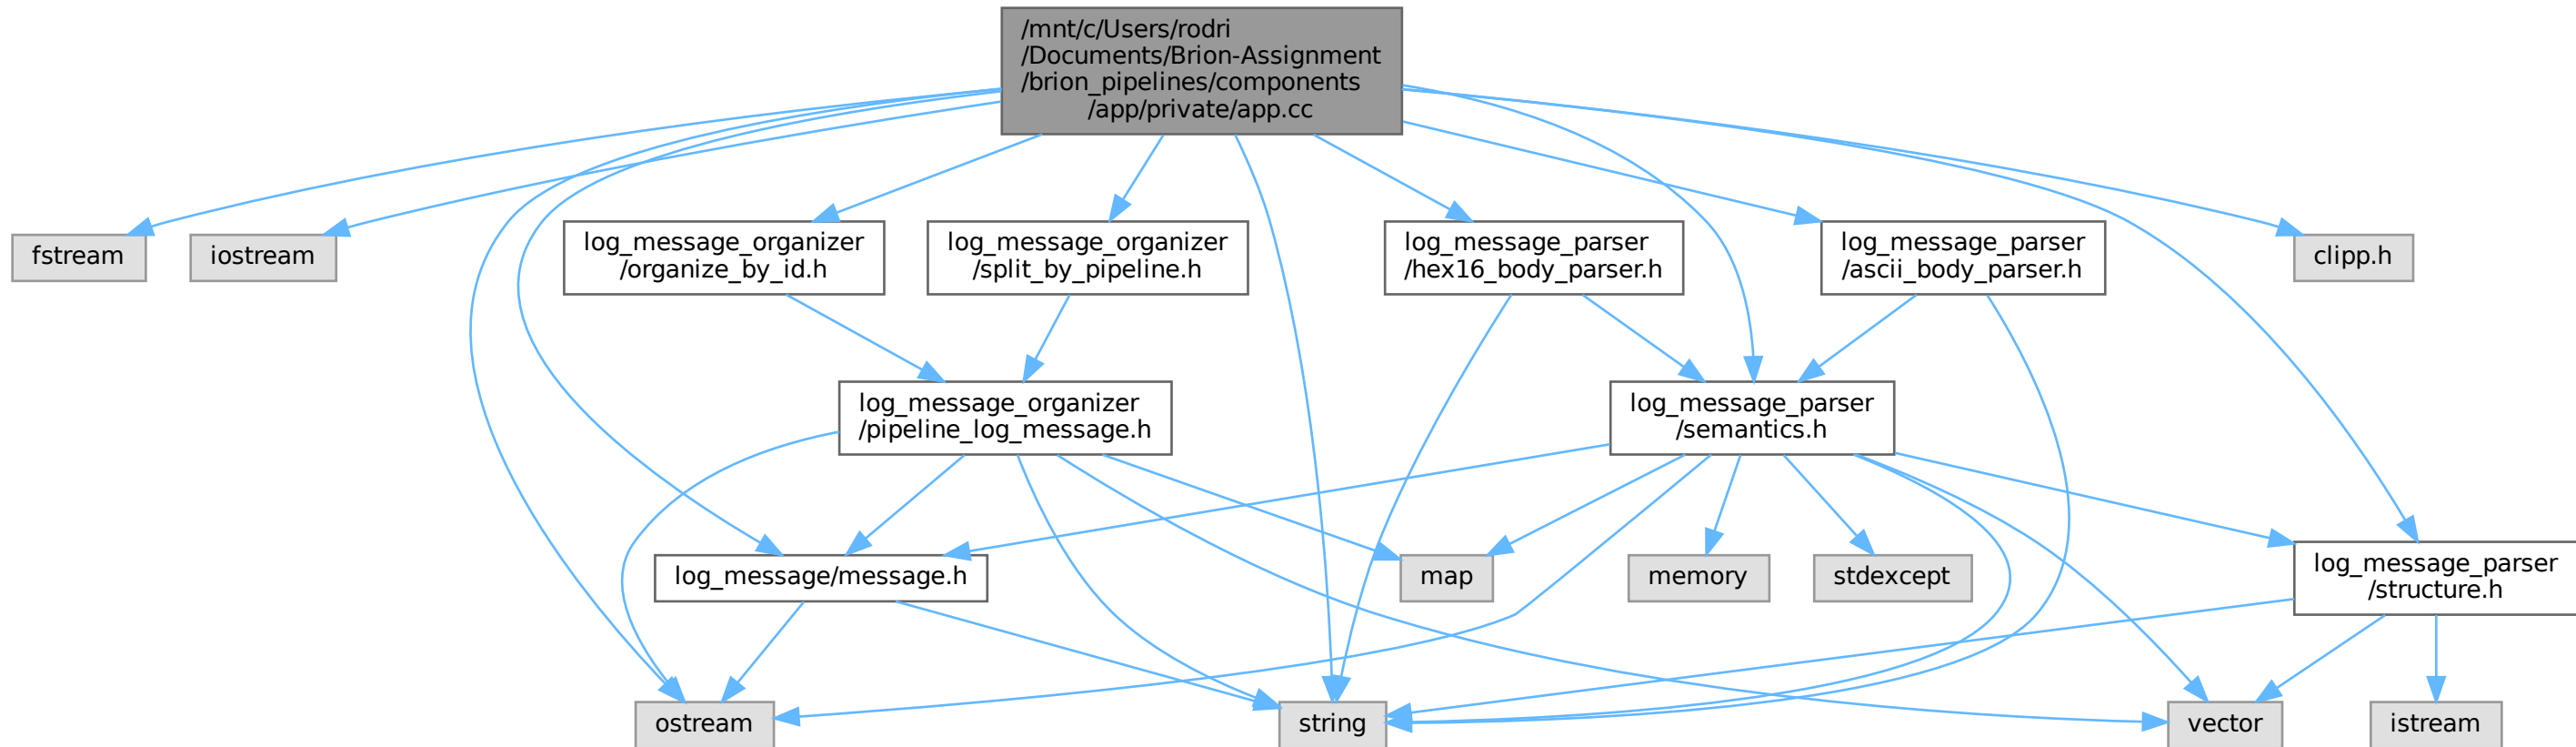 /mnt/c/Users/rodri
/Documents/Brion-Assignment
/brion_pipelines/components
/app/private/app.cc
fstream
iostream
log_message_organizer
/organize_by_id.h
log_message_organizer
/split_by_pipeline.h
log_message_parser
/hex16_body_parser.h
log_message_parser
/ascii_body_parser.h
clipp.h
log_message_organizer
/pipeline_log_message.h
log_message_parser
/semantics.h
log_message/message.h
map
memory
stdexcept
log_message_parser
/structure.h
ostream
string
vector
istream